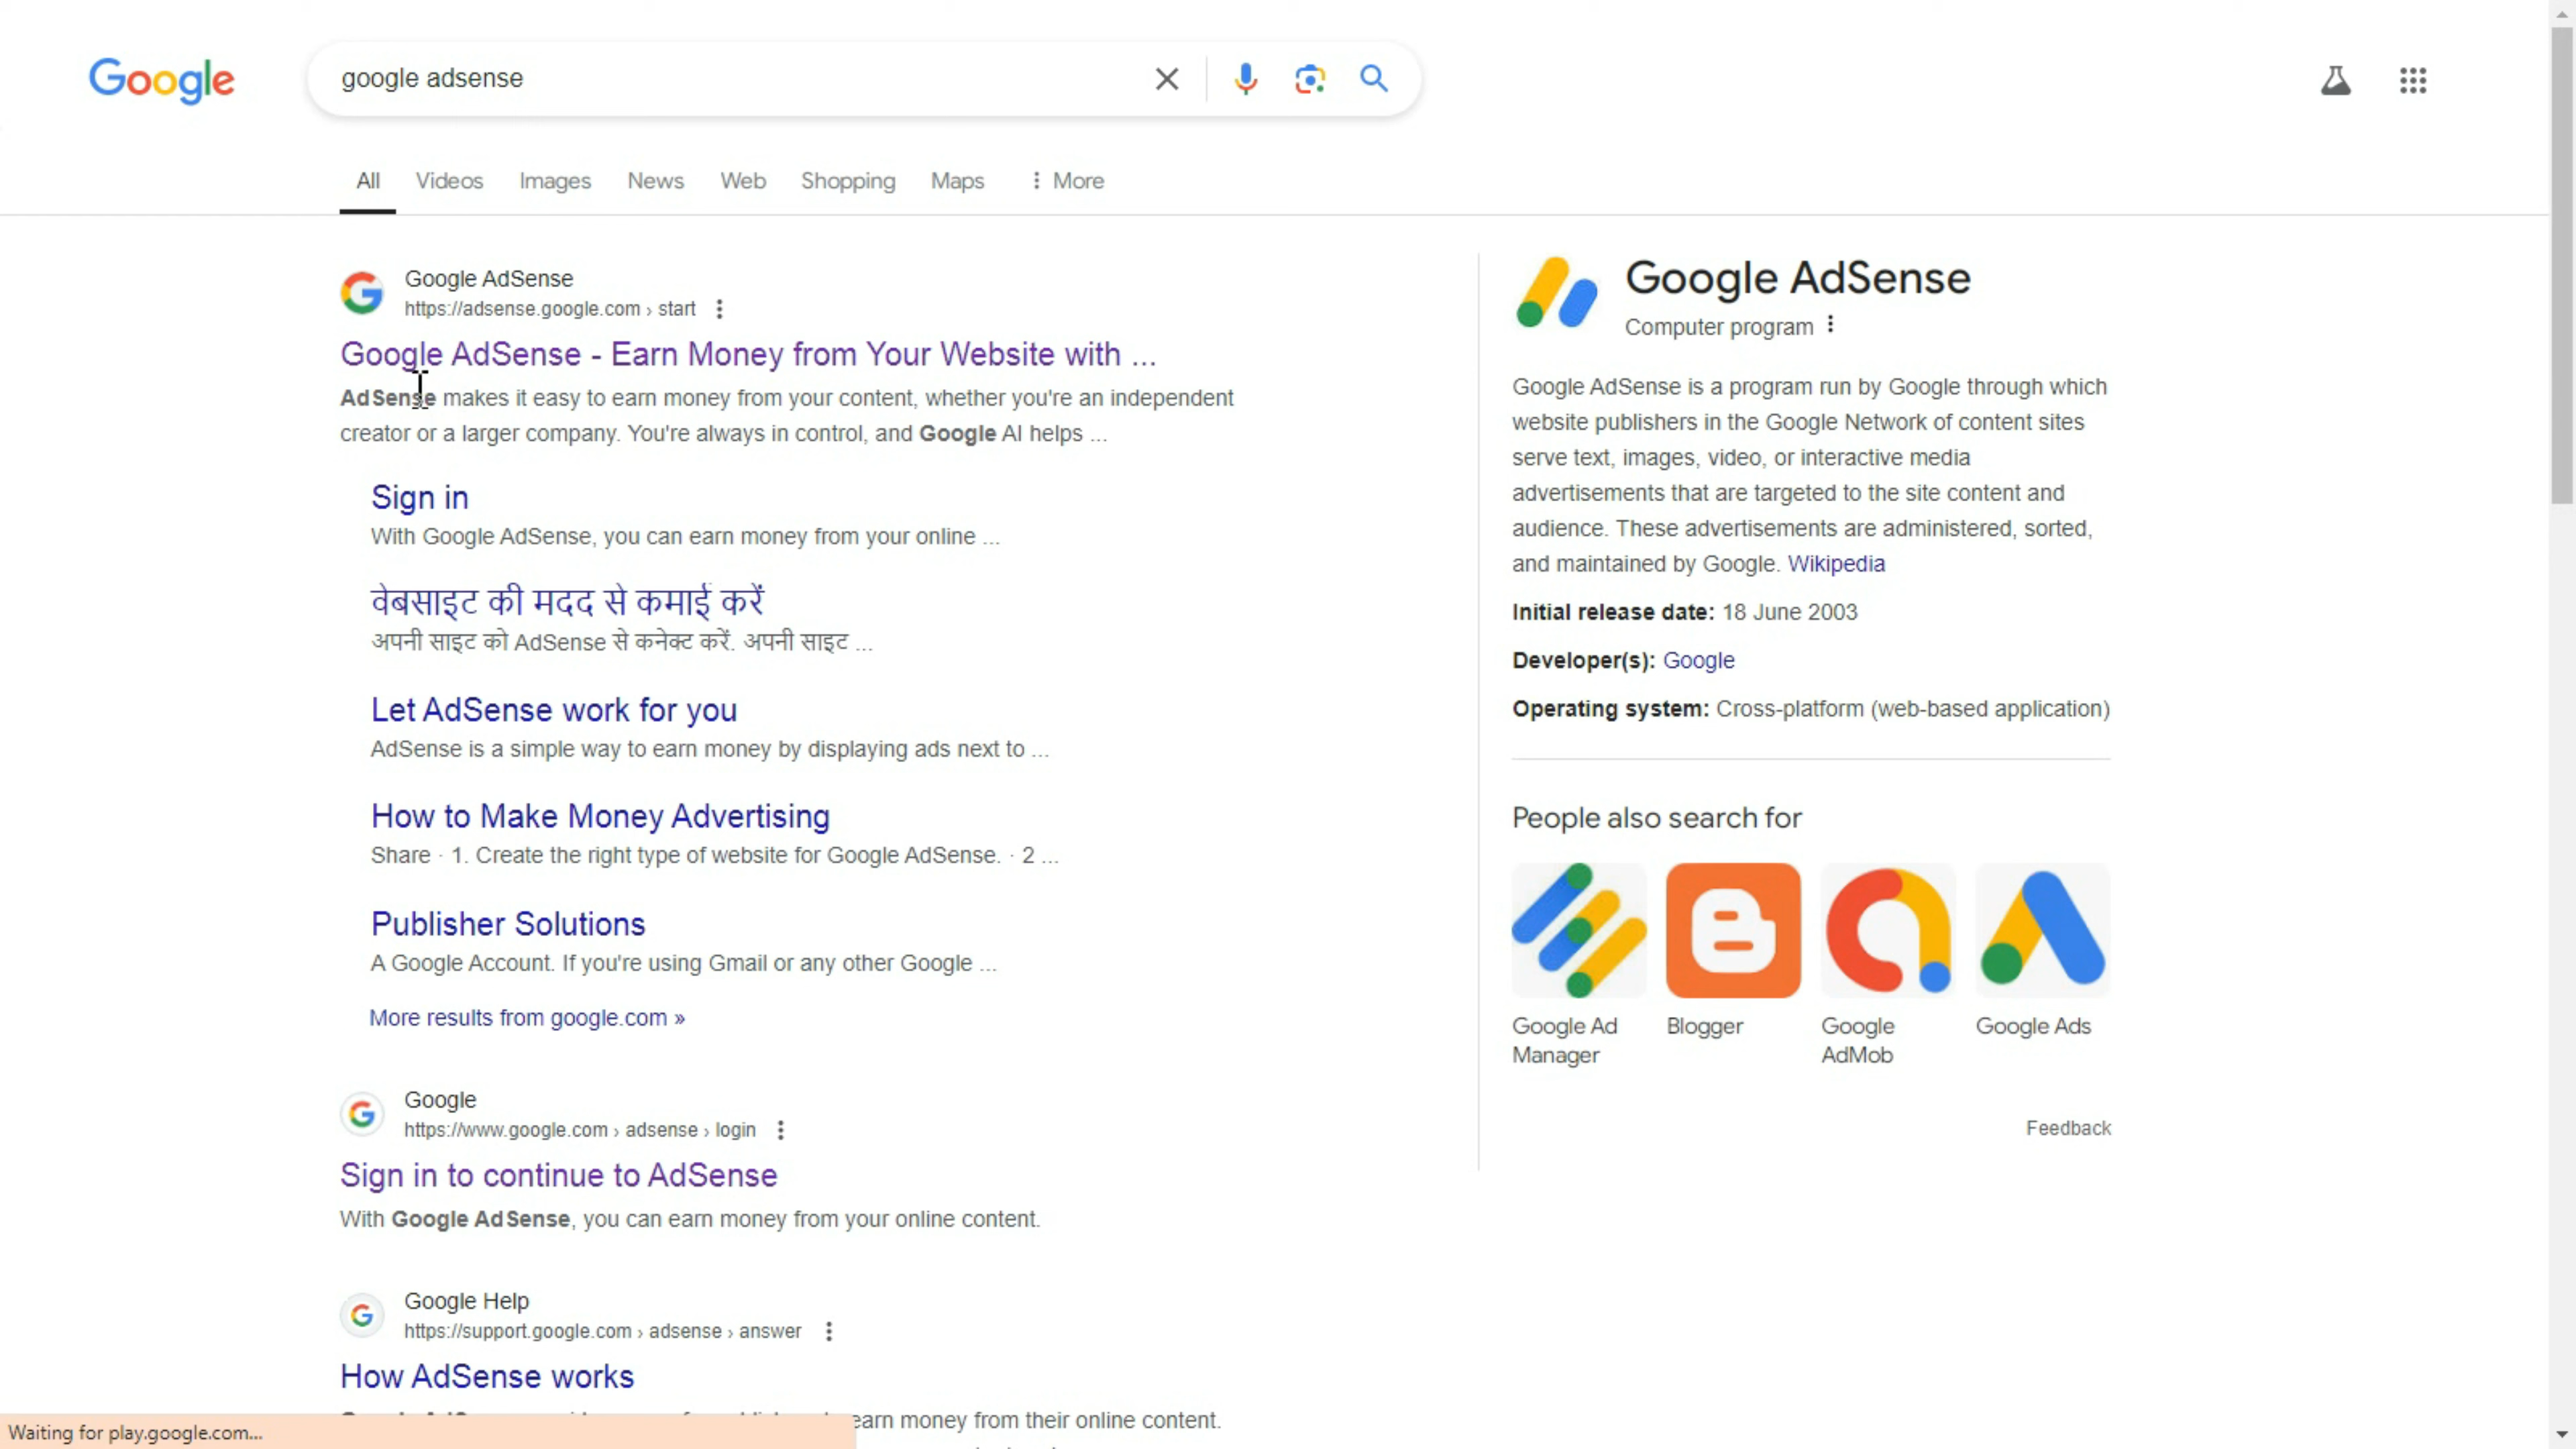 Google
google adsense
All Videos Images News Web Shopping Maps More
Google AdSense
https://adsense.google.com › start
Google AdSense - Earn Money from Your Website with ...
AdSense makes it easy to earn money from your content, whether you're an independent
creator or a larger company. You're always in control, and Google AI helps ...
Sign in
With Google AdSense, you can earn money from your online ...
वेबसाइट की मदद से कमाई करें
अपनी साइट को AdSense से कनेक्ट करें. अपनी साइट ...
Let AdSense work for you
AdSense is a simple way to earn money by displaying ads next to ...
How to Make Money Advertising
Share · 1. Create the right type of website for Google AdSense. · 2 ...
Publisher Solutions
A Google Account. If you're using Gmail or any other Google ...
More results from google.com »
Google
https://www.google.com › adsense › login
Sign in to continue to AdSense
With Google AdSense, you can earn money from your online content.
Google Help
https://support.google.com › adsense › answer
How AdSense works
earn money from their online content.
Waiting for play.google.com...
Google AdSense
Computer program
Google AdSense is a program run by Google through which
website publishers in the Google Network of content sites
serve text, images, video, or interactive media
advertisements that are targeted to the site content and
audience. These advertisements are administered, sorted,
and maintained by Google. Wikipedia
Initial release date: 18 June 2003
Developer(s): Google
Operating system: Cross-platform (web-based application)
People also search for
Google Ad
Manager
Blogger
Google
AdMob
Google Ads
Feedback